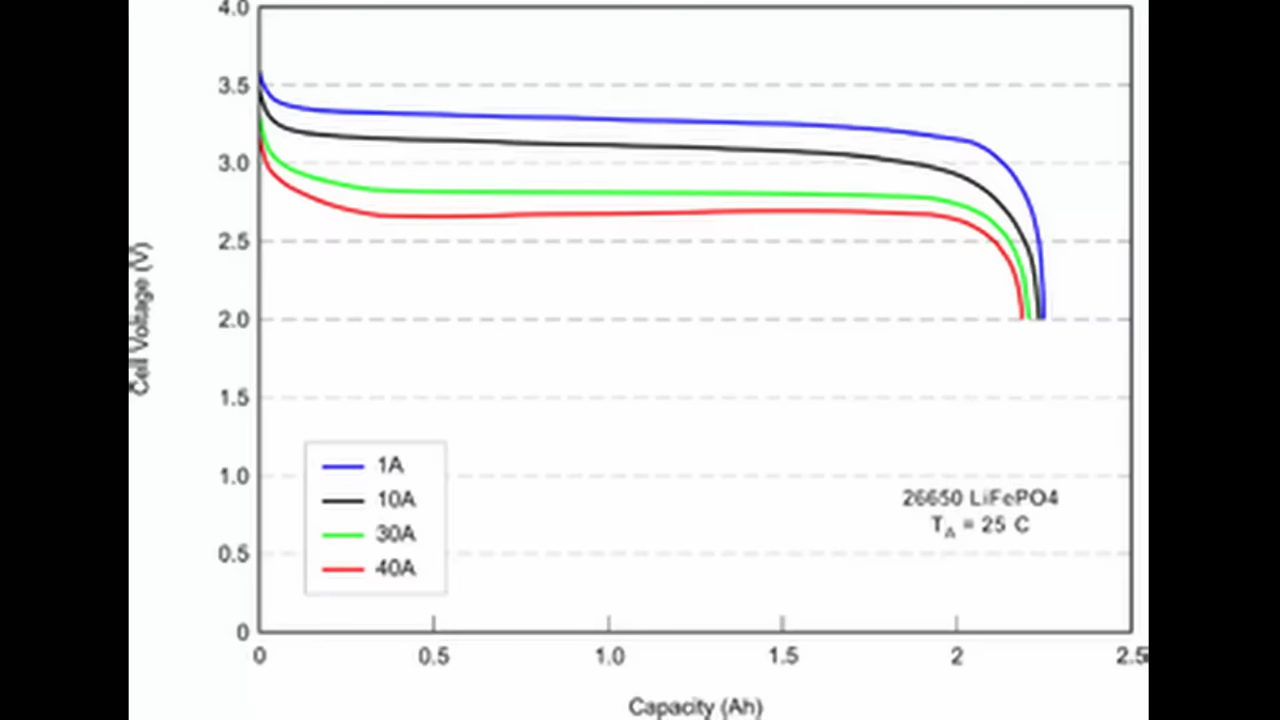 4.0
3.5
3.0
2.5
2.0
1.5
1.0
0.5
0
Cell Voltage (V)
1A
10A
30A
40A
26650 LiFePO4
TA = 25 C
0 0.5 1.0 1.5 2 2.5
Capacity (Ah)